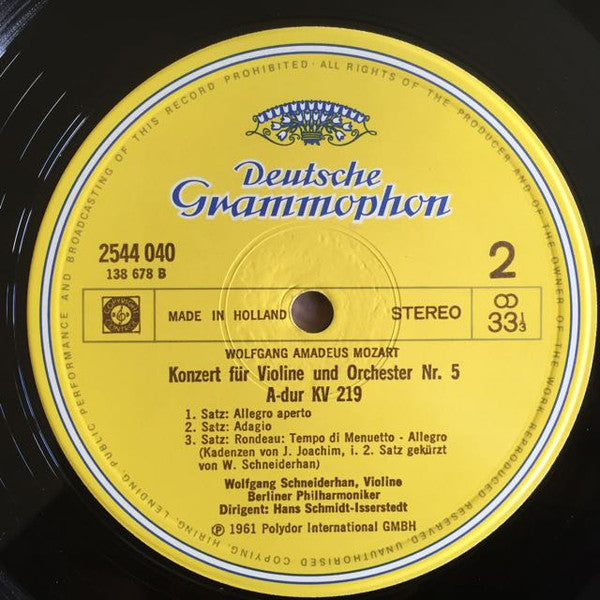 ALL RIGHTS OF THE PRODUCER AND OF THE OWNER OF THE WORK REPRODUCED RESERVED. UNAUTHORISED COPYING, HIRING, LENDING, PUBLIC PERFORMANCE AND BROADCASTING OF THIS RECORD PROHIBITED ·
Deutsche
Grammophon
2544 040
138 678 B
2
MADE IN HOLLAND
STEREO
33⅓
WOLFGANG AMADEUS MOZART
Konzert für Violine und Orchester Nr. 5
A-dur KV 219
1. Satz: Allegro aperto
2. Satz: Adagio
3. Satz: Rondeau: Tempo di Menuetto - Allegro
(Kadenzen von J. Joachim, i. 2. Satz gekürzt
von W. Schneiderhan)
Wolfgang Schneiderhan, Violine
Berliner Philharmoniker
Dirigent: Hans Schmidt-Isserstedt
Ⓟ 1961 Polydor International GMBH